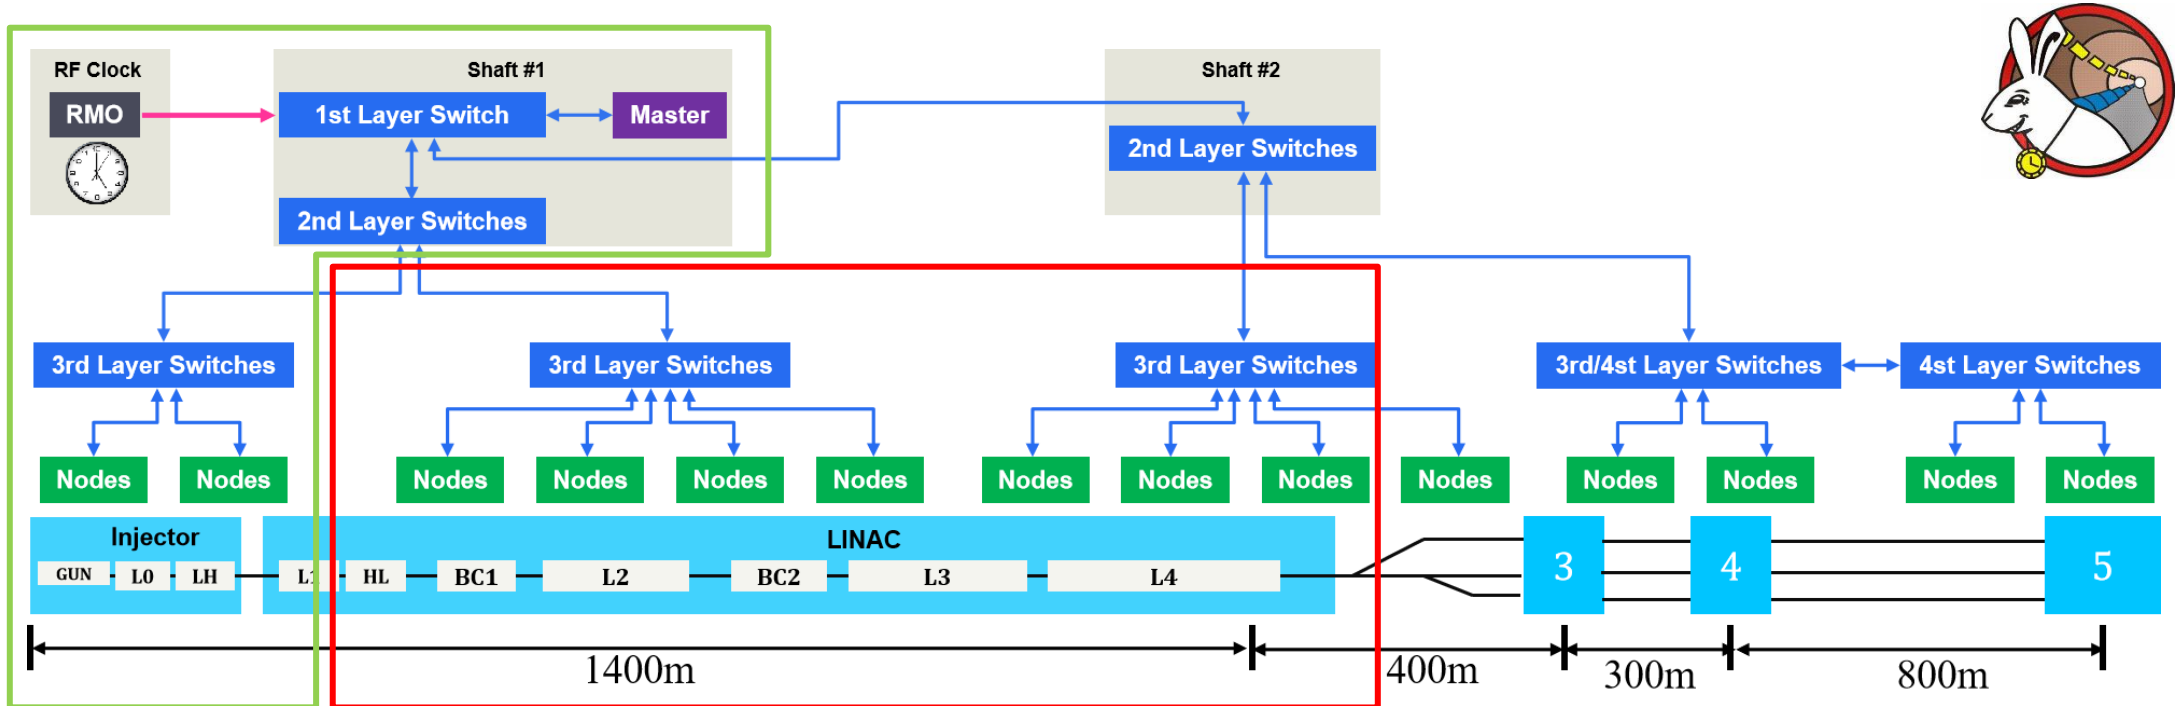 RF Clock
RMO
Shaft #1
1st Layer Switch
Master
2nd Layer Switches
Shaft #2
2nd Layer Switches
3rd Layer Switches
3rd Layer Switches
3rd Layer Switches
3rd/4st Layer Switches
4st Layer Switches
Nodes
Nodes
Nodes
Nodes
Nodes
Nodes
Nodes
Nodes
Nodes
Nodes
Nodes
Nodes
Nodes
Nodes
Injector
GUN
L0
LH
LINAC
L1
HL
BC1
L2
BC2
L3
L4
3
4
5
1400m
400m
300m
800m